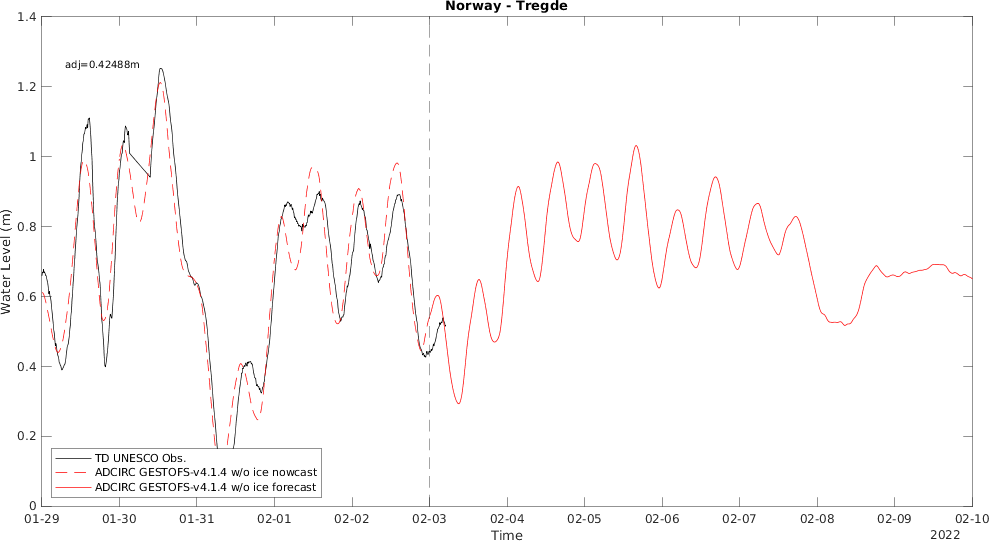 Norway - Tregde
1.4
1.2
1
0.8
0.6
0.4
0.2
0
Water Level (m)
adj=0.42488m
TD UNESCO Obs.
ADCIRC GESTOFS-v4.1.4 w/o ice nowcast
ADCIRC GESTOFS-v4.1.4 w/o ice forecast
01-29 01-30 01-31 02-01 02-02 02-03 02-04 02-05 02-06 02-07 02-08 02-09 02-10
Time
2022